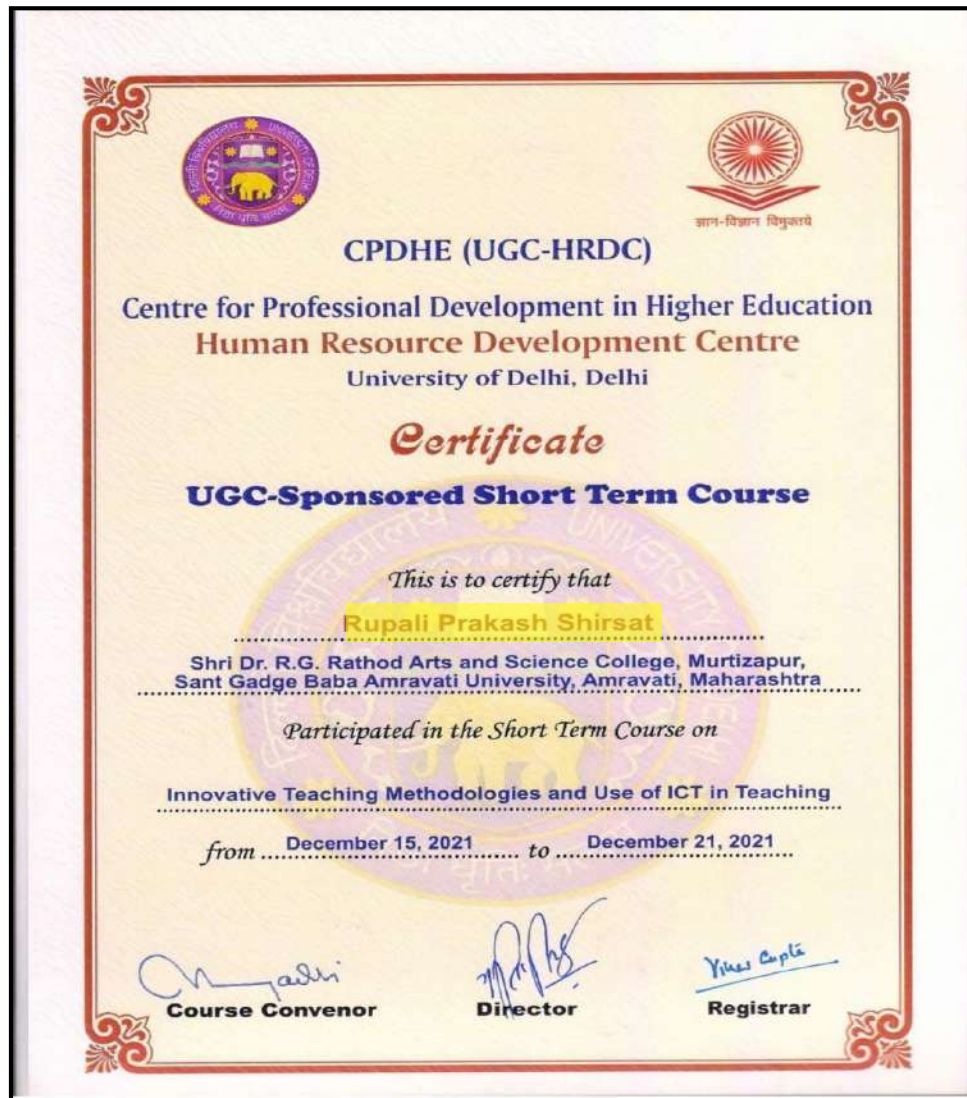 ज्ञान-विज्ञान विमुक्तये
CPDHE (UGC-HRDC)
Centre for Professional Development in Higher Education
Human Resource Development Centre
University of Delhi, Delhi
Certificate
UGC-Sponsored Short Term Course
This is to certify that
Rupali Prakash Shirsat
Shri Dr. R.G. Rathod Arts and Science College, Murtizapur,
Sant Gadge Baba Amravati University, Amravati, Maharashtra
Participated in the Short Term Course on
Innovative Teaching Methodologies and Use of ICT in Teaching
from December 15, 2021 to December 21, 2021
Course Convenor Director Registrar